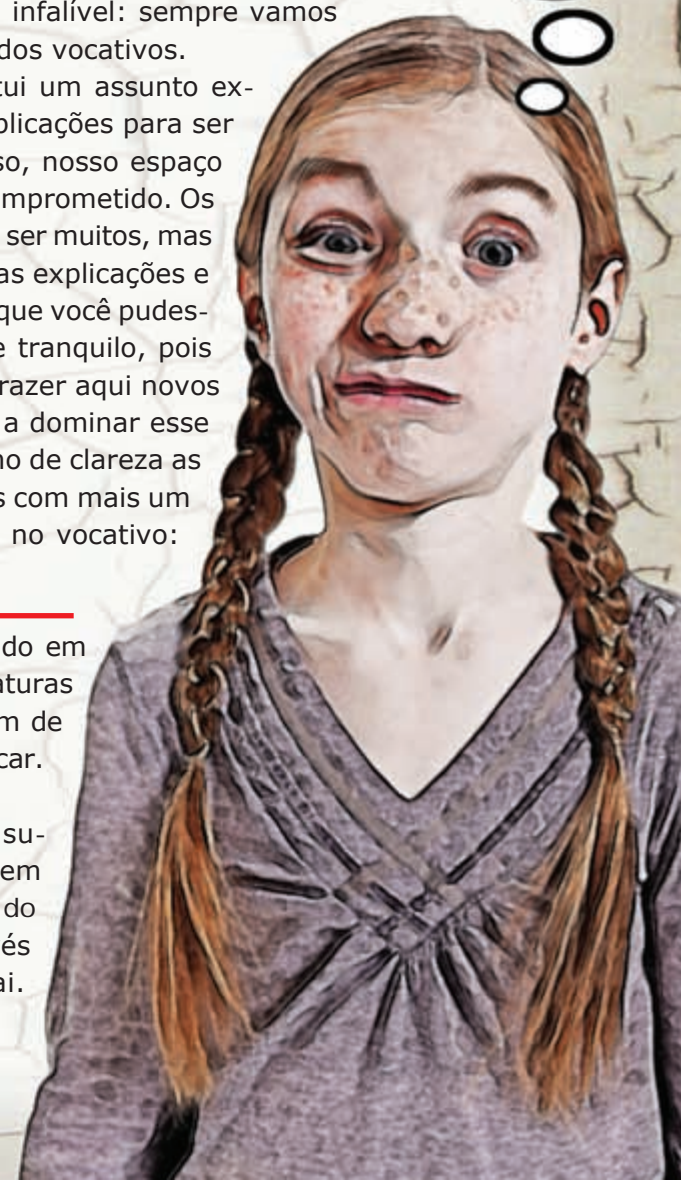 infalível: sempre vamos
dos vocativos.
tui um assunto ex-
plicações para ser
so, nosso espaço
mprometido. Os
ser muitos, mas
as explicações e
que você pudes-
e tranquilo, pois
razer aqui novos
a dominar esse
no de clareza as
s com mais um
no vocativo:
do em
aturas
m de
car.
su-
em
do
és
ai.